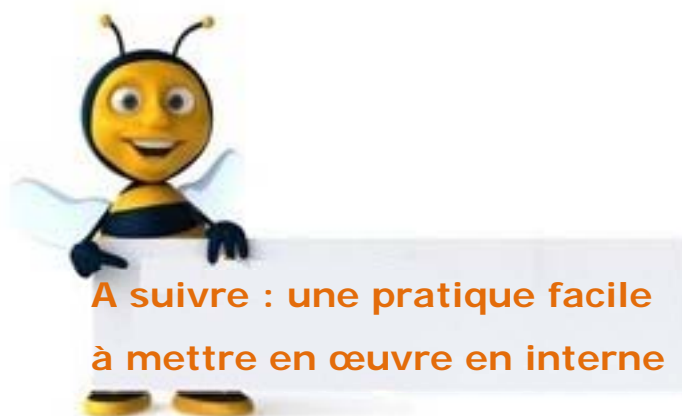 A suivre : une pratique facile
à mettre en œuvre en interne